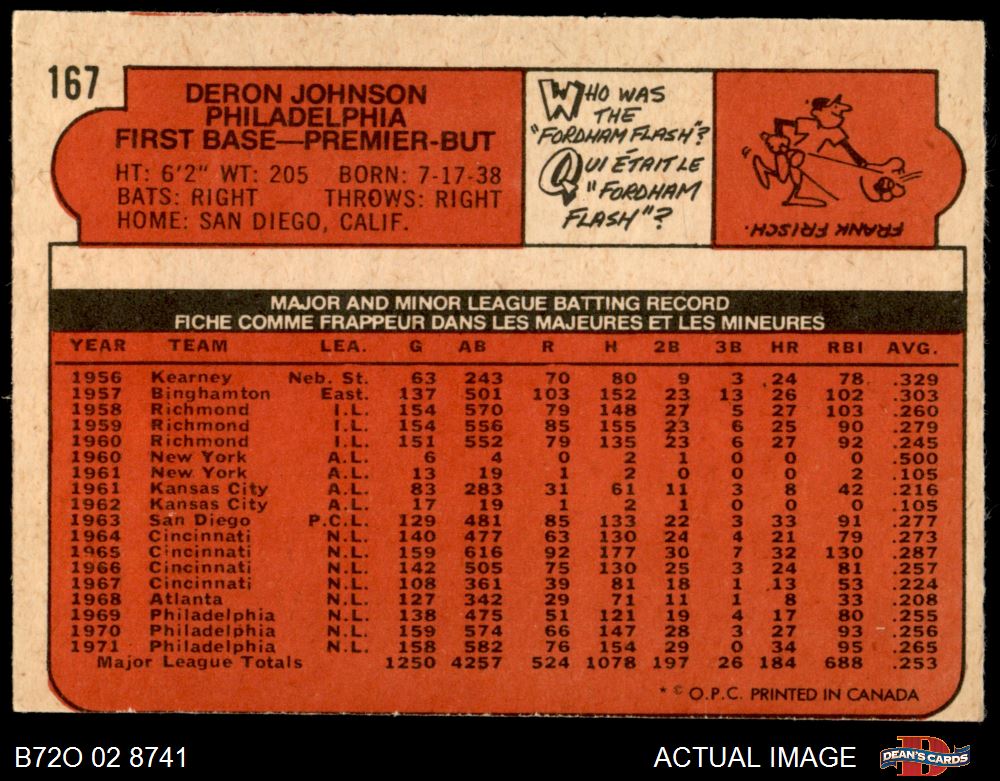 167
DERON JOHNSON
PHILADELPHIA
FIRST BASE—PREMIER-BUT
HT: 6'2" WT: 205 BORN: 7-17-38
BATS: RIGHT THROWS: RIGHT
HOME: SAN DIEGO, CALIF.
WHO WAS
THE
"FORDHAM FLASH"?
QUI ÉTAIT LE
"FORDHAM
FLASH"?
FRANK FRISCH.
MAJOR AND MINOR LEAGUE BATTING RECORD
FICHE COMME FRAPPEUR DANS LES MAJEURES ET LES MINEURES
YEAR TEAM LEA. G AB R H 2B 3B HR RBI AVG.
1956 Kearney Neb. St. 63 243 70 80 9 3 24 78 .329
1957 Binghamton East. 137 501 103 152 23 13 26 102 .303
1958 Richmond I.L. 154 570 79 148 27 5 27 103 .260
1959 Richmond I.L. 154 556 85 155 23 6 25 90 .279
1960 Richmond I.L. 151 552 79 135 23 6 27 92 .245
1960 New York A.L. 6 4 0 2 1 0 0 0 .500
1961 New York A.L. 13 19 1 2 0 0 0 2 .105
1961 Kansas City A.L. 83 283 31 61 11 3 8 42 .216
1962 Kansas City A.L. 17 19 1 2 1 0 0 0 .105
1963 San Diego P.C.L. 129 481 85 133 22 3 33 91 .277
1964 Cincinnati N.L. 140 477 63 130 24 4 21 79 .273
1965 Cincinnati N.L. 159 616 92 177 30 7 32 130 .287
1966 Cincinnati N.L. 142 505 75 130 25 3 24 81 .257
1967 Cincinnati N.L. 108 361 39 81 18 1 13 53 .224
1968 Atlanta N.L. 127 342 29 71 11 1 8 33 .208
1969 Philadelphia N.L. 138 475 51 121 19 4 17 80 .255
1970 Philadelphia N.L. 159 574 66 147 28 3 27 93 .256
1971 Philadelphia N.L. 158 582 76 154 29 0 34 95 .265
Major League Totals 1250 4257 524 1078 197 26 184 688 .253
* © O.P.C. PRINTED IN CANADA
B72O 02 8741
ACTUAL IMAGE
DEAN'S CARDS